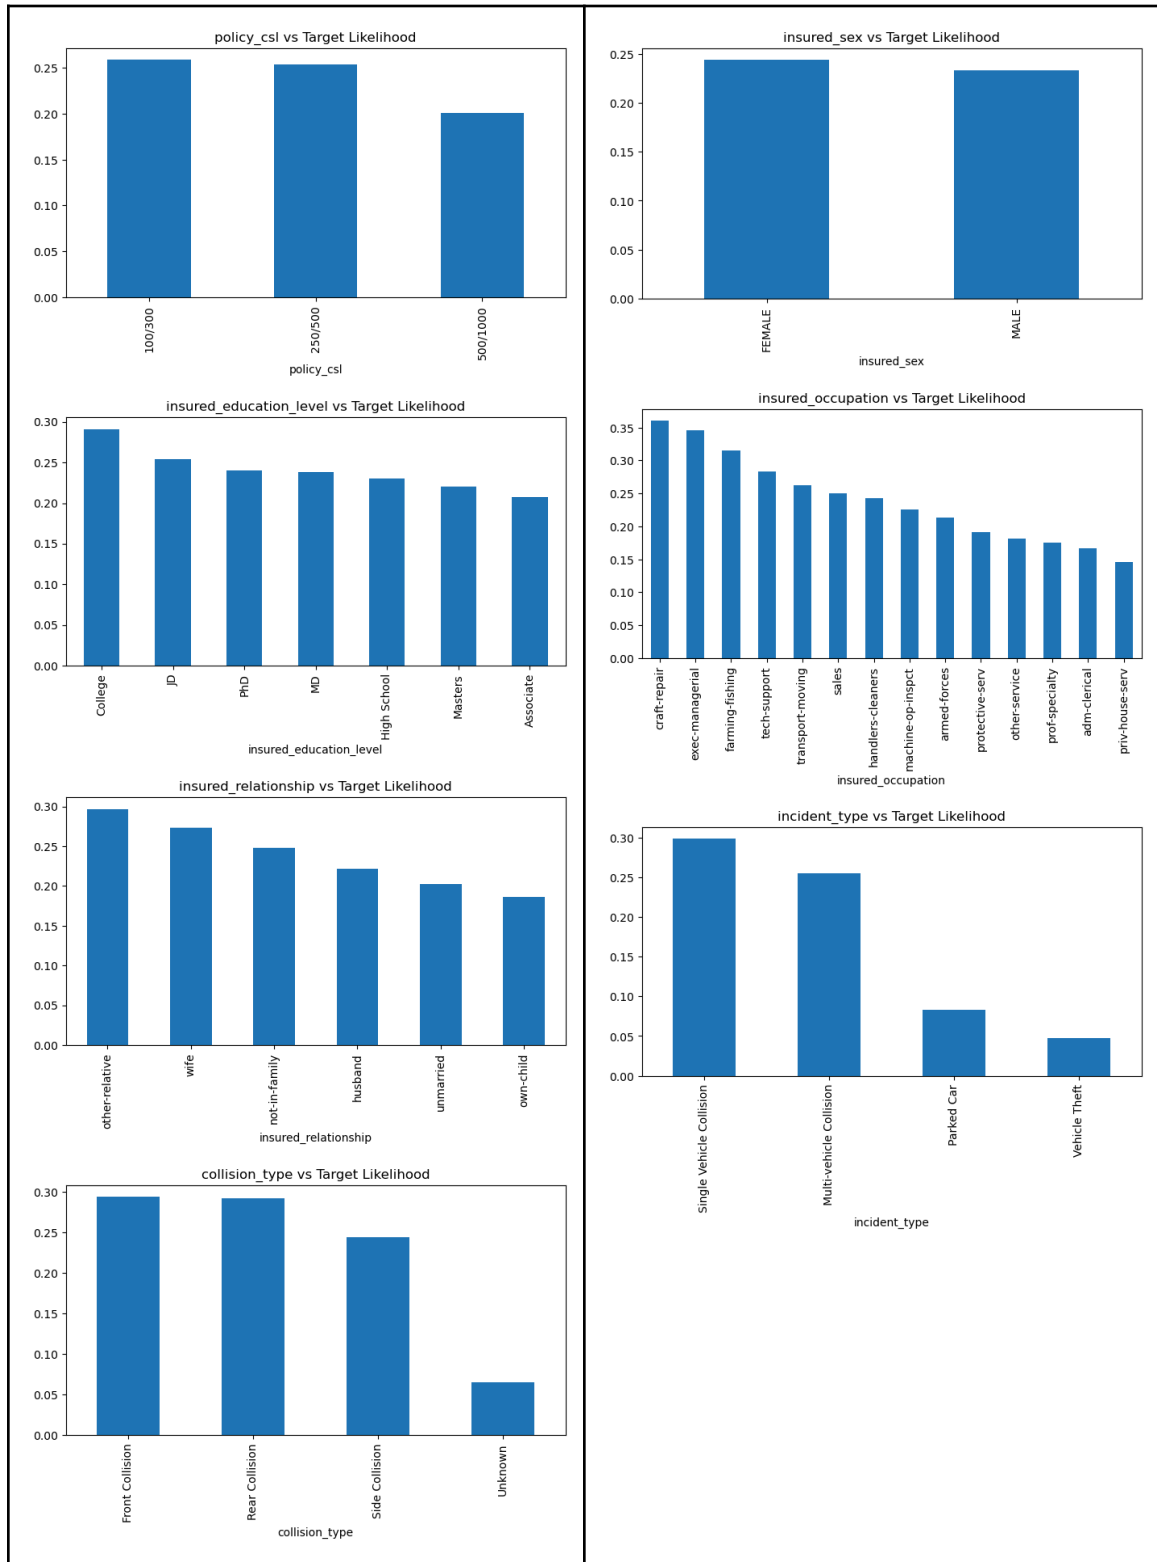 policy_csl vs Target Likelihood
0.25
0.20
0.15
0.10
0.05
0.00
100/300
250/500
500/1000
policy_csl
insured_sex vs Target Likelihood
0.25
0.20
0.15
0.10
0.05
0.00
FEMALE
MALE
insured_sex
insured_education_level vs Target Likelihood
0.30
0.25
0.20
0.15
0.10
0.05
0.00
College
JD
PhD
MD
High School
Masters
Associate
insured_education_level
insured_occupation vs Target Likelihood
0.35
0.30
0.25
0.20
0.15
0.10
0.05
0.00
craft-repair
exec-managerial
farming-fishing
tech-support
transport-moving
sales
handlers-cleaners
machine-op-inspct
armed-forces
protective-serv
other-service
prof-specialty
adm-clerical
priv-house-serv
insured_occupation
insured_relationship vs Target Likelihood
0.30
0.25
0.20
0.15
0.10
0.05
0.00
other-relative
wife
not-in-family
husband
unmarried
own-child
insured_relationship
incident_type vs Target Likelihood
0.30
0.25
0.20
0.15
0.10
0.05
0.00
Single Vehicle Collision
Multi-vehicle Collision
Parked Car
Vehicle Theft
incident_type
collision_type vs Target Likelihood
0.30
0.25
0.20
0.15
0.10
0.05
0.00
Front Collision
Rear Collision
Side Collision
Unknown
collision_type